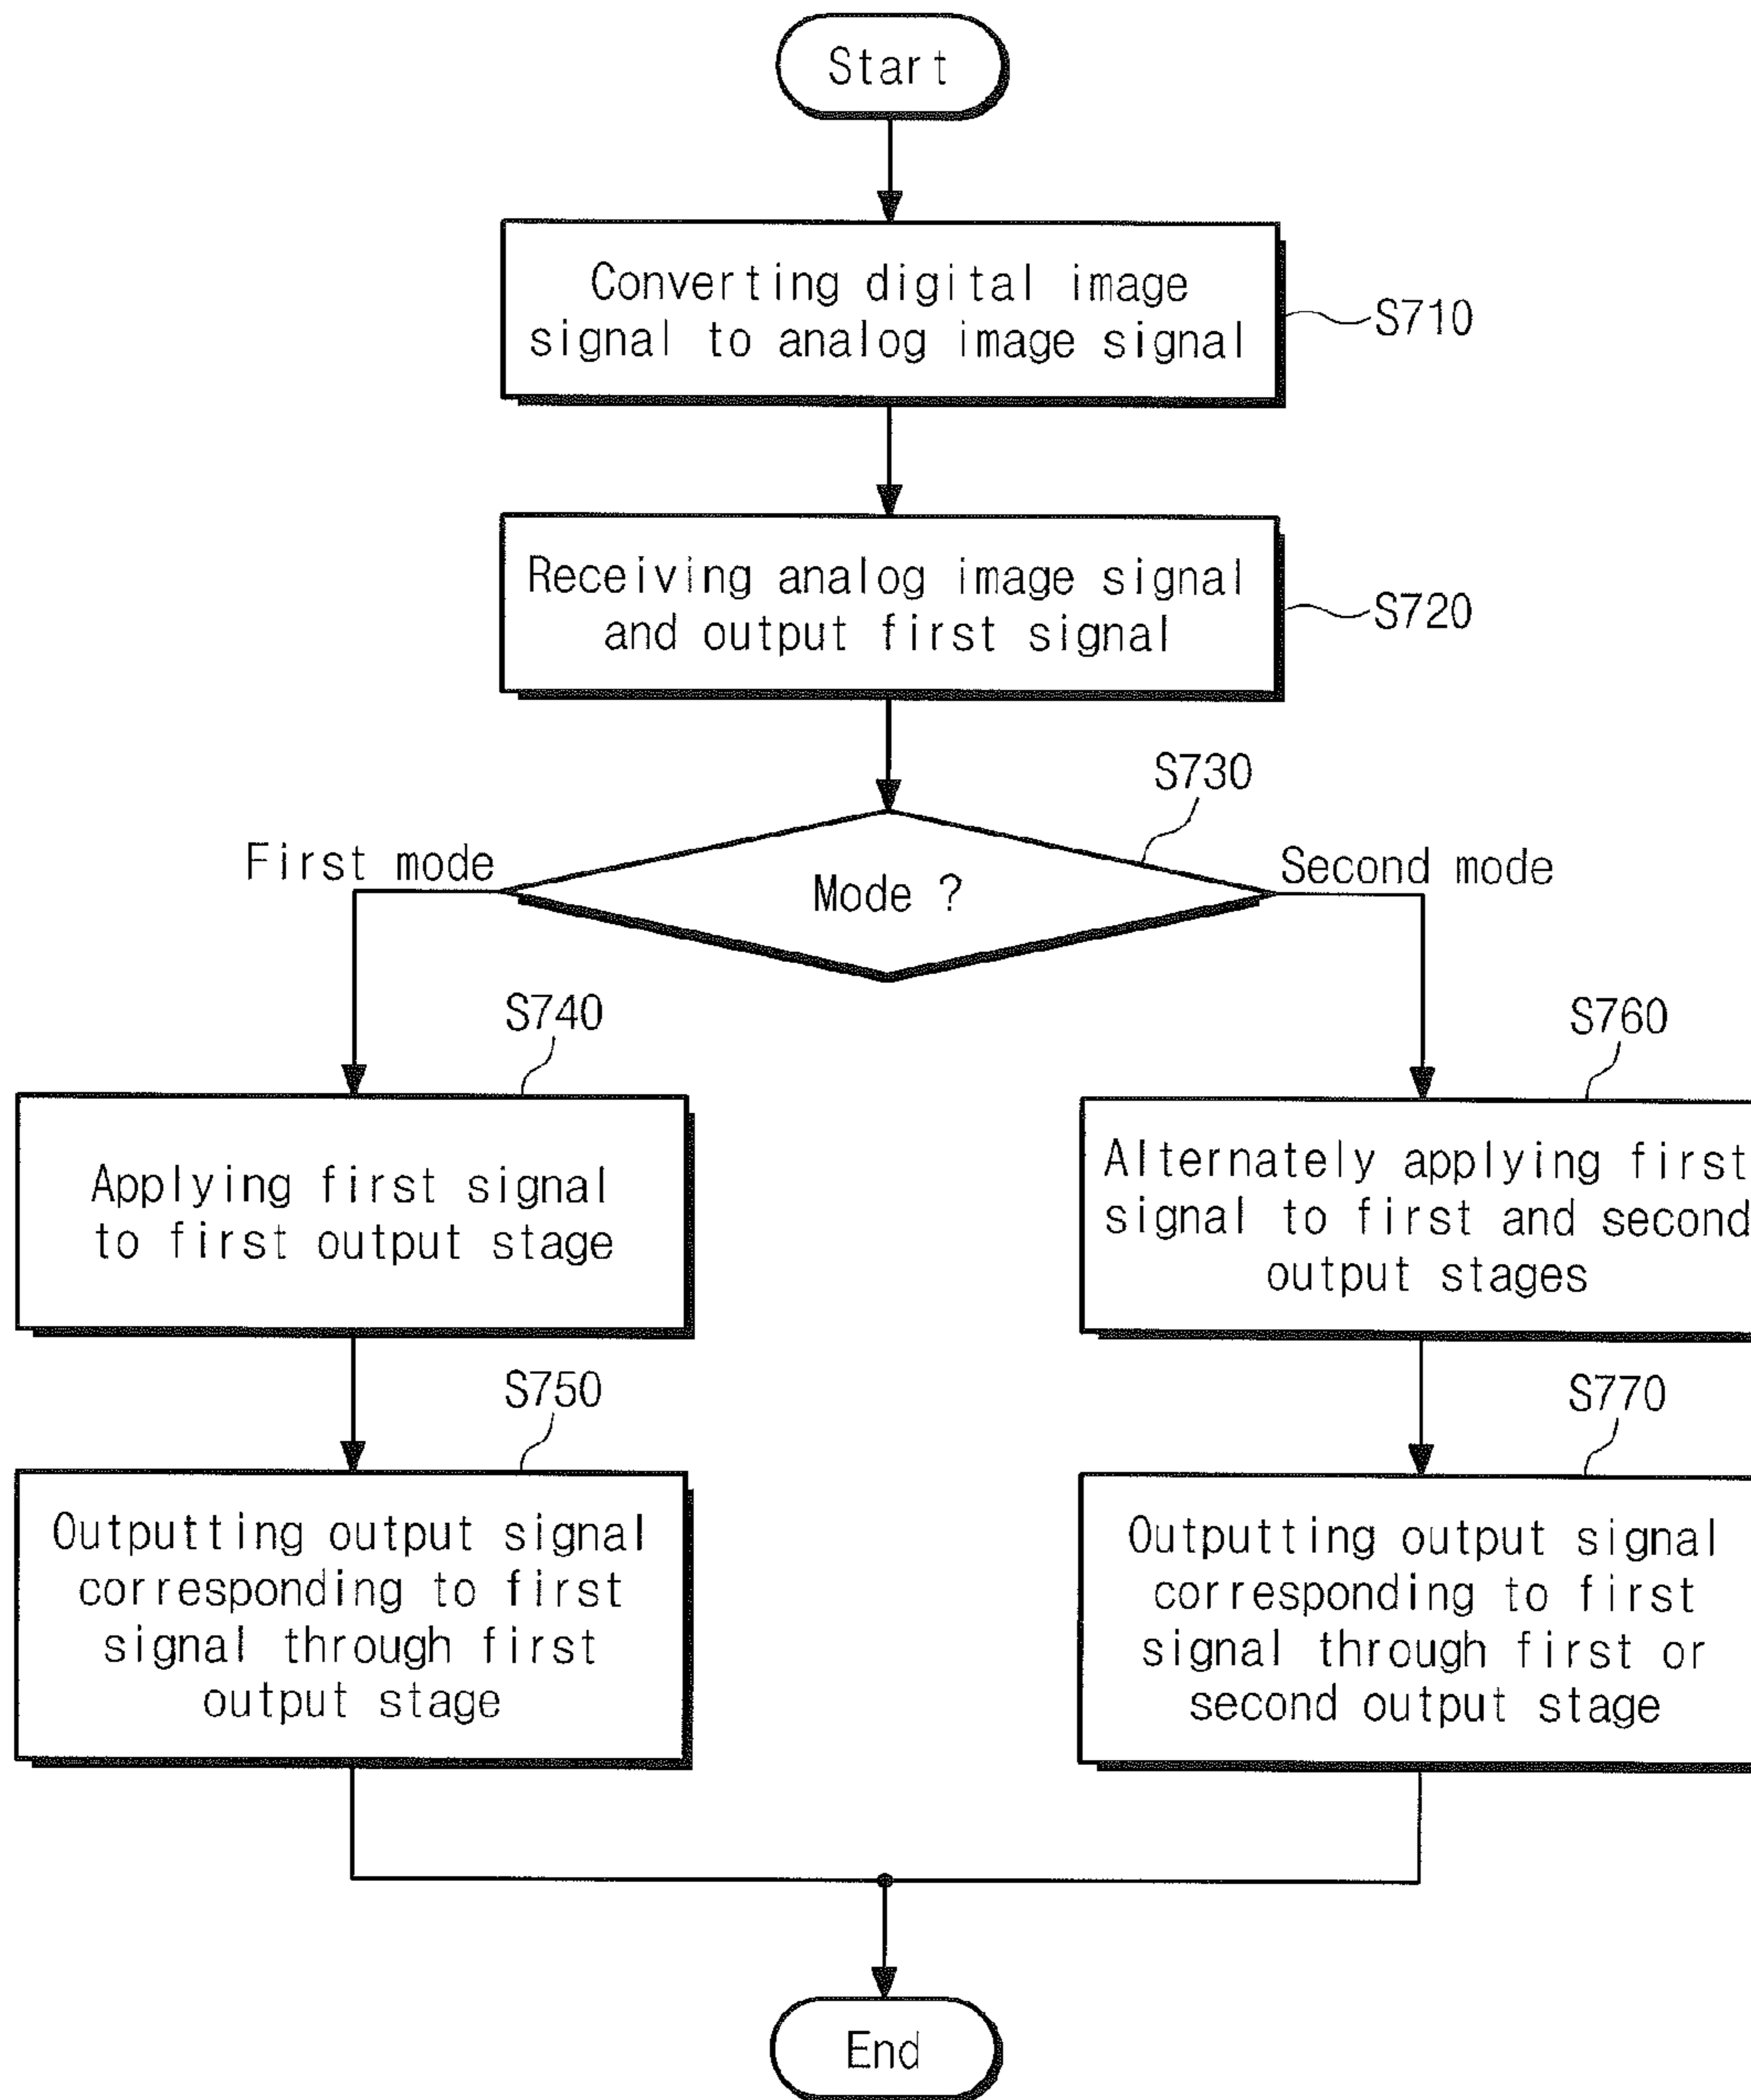 Start
Converting digital image
signal to analog image signal
S710
Receiving analog image signal
and output first signal
S720
S730
First mode
Mode ?
Second mode
S740
Applying first signal
to first output stage
S750
Outputting output signal
corresponding to first
signal through first
output stage
S760
Alternately applying first
signal to first and second
output stages
S770
Outputting output signal
corresponding to first
signal through first or
second output stage
End